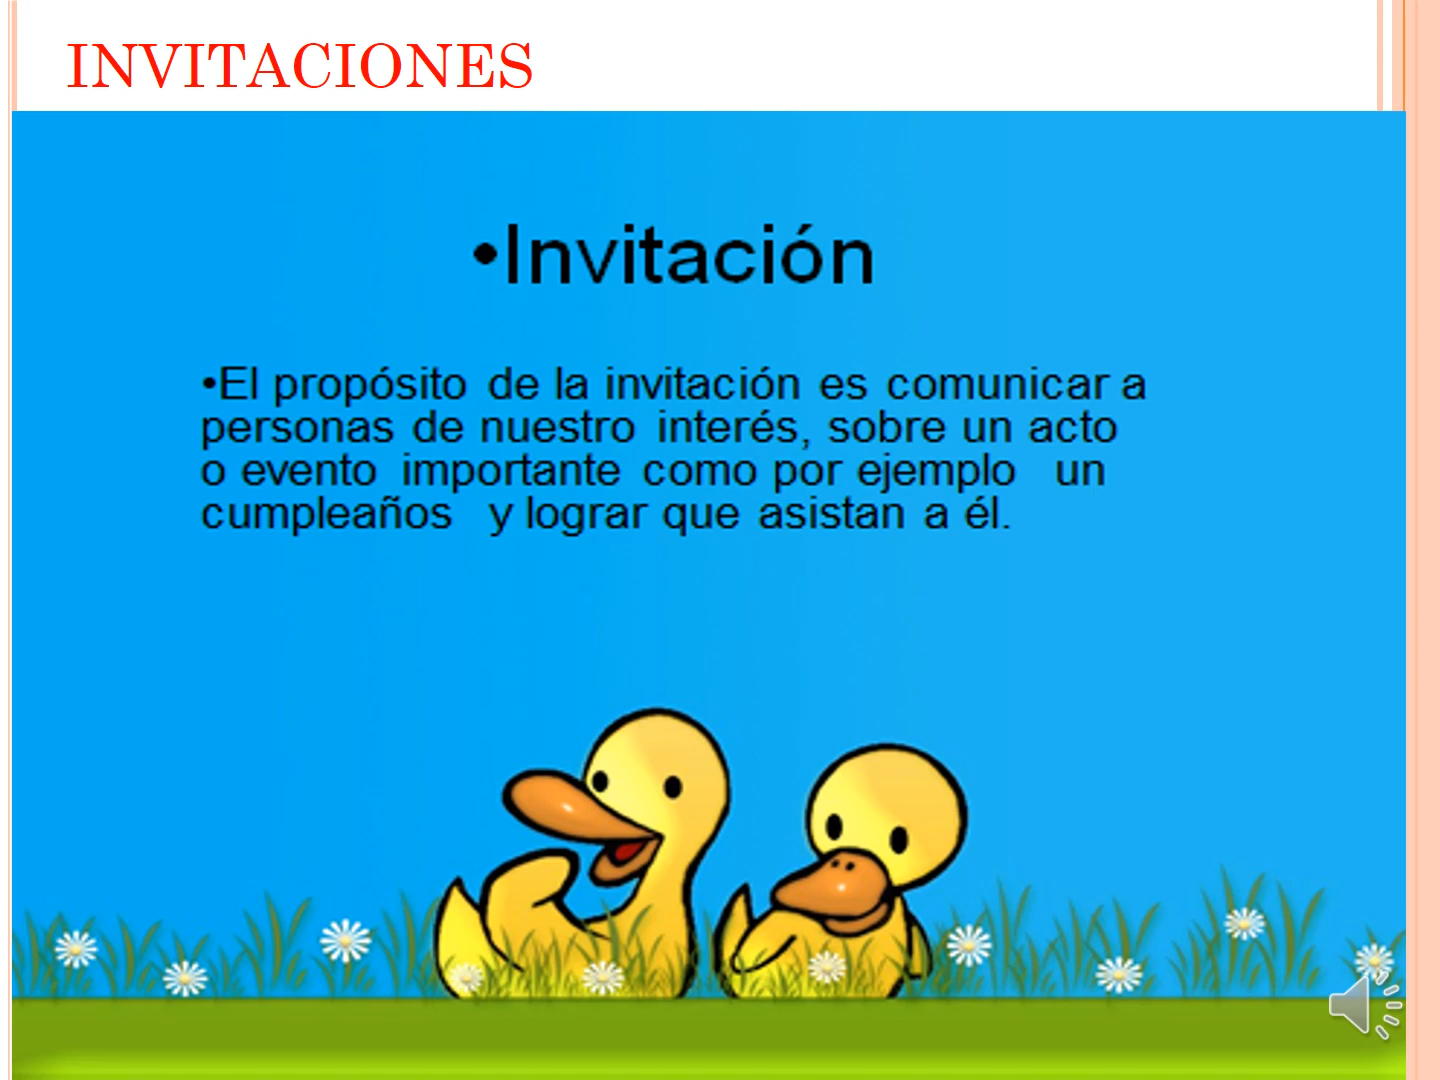 INVITACIONES
•Invitación
•El propósito de la invitación es comunicar a
personas de nuestro interés, sobre un acto
o evento importante como por ejemplo un
cumpleaños y lograr que asistan a él.